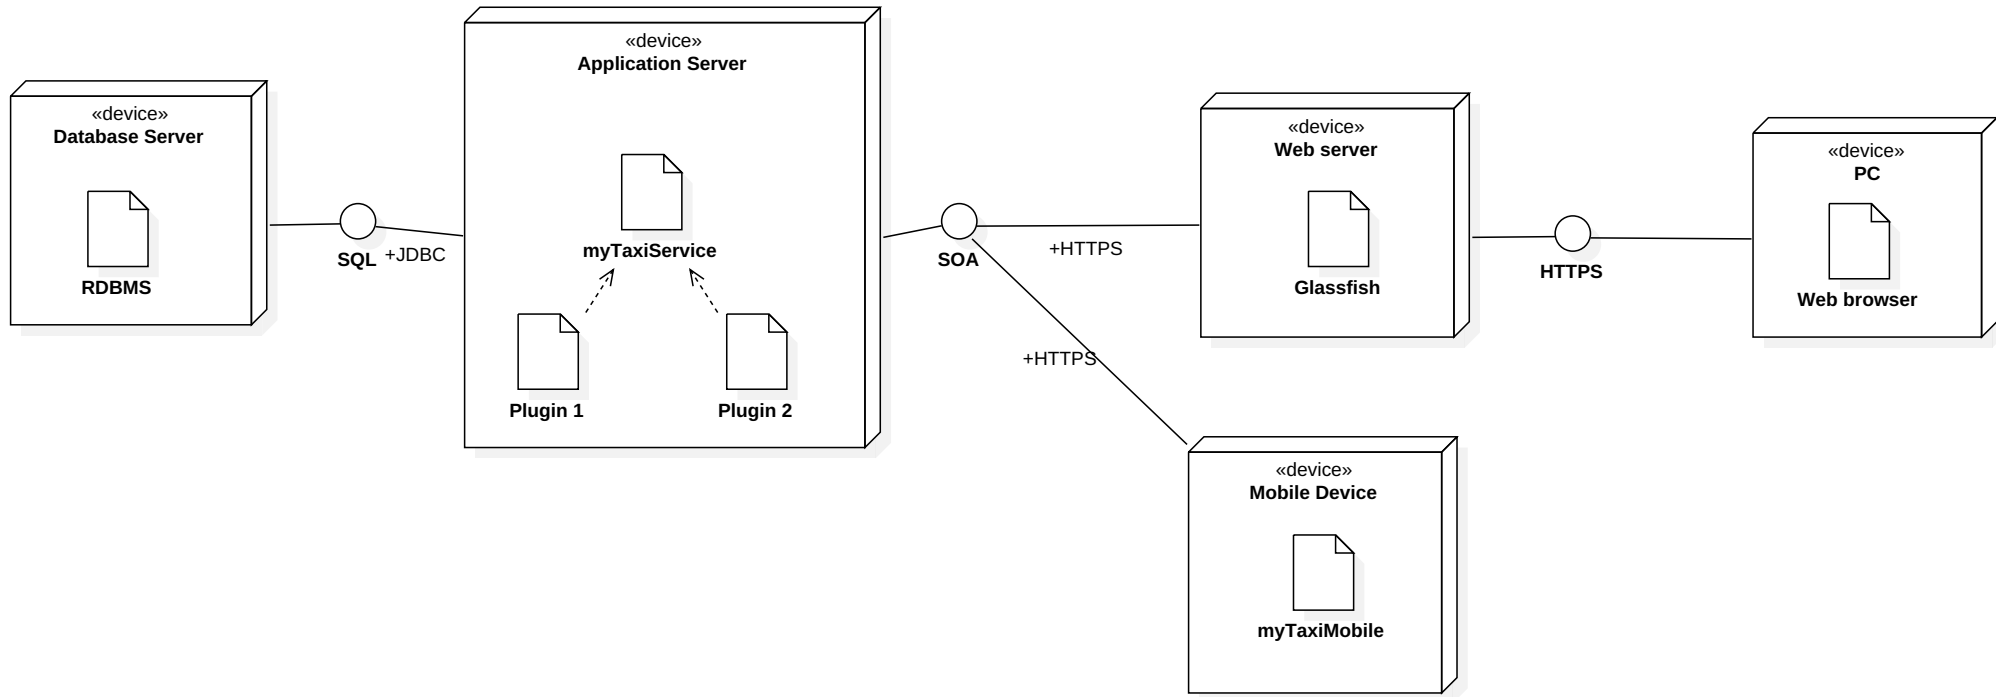 «device»
Database Server
RDBMS
SQL
+JDBC
«device»
Application Server
myTaxiService
Plugin 1
Plugin 2
SOA
+HTTPS
+HTTPS
«device»
Web server
Glassfish
HTTPS
«device»
PC
Web browser
«device»
Mobile Device
myTaxiMobile